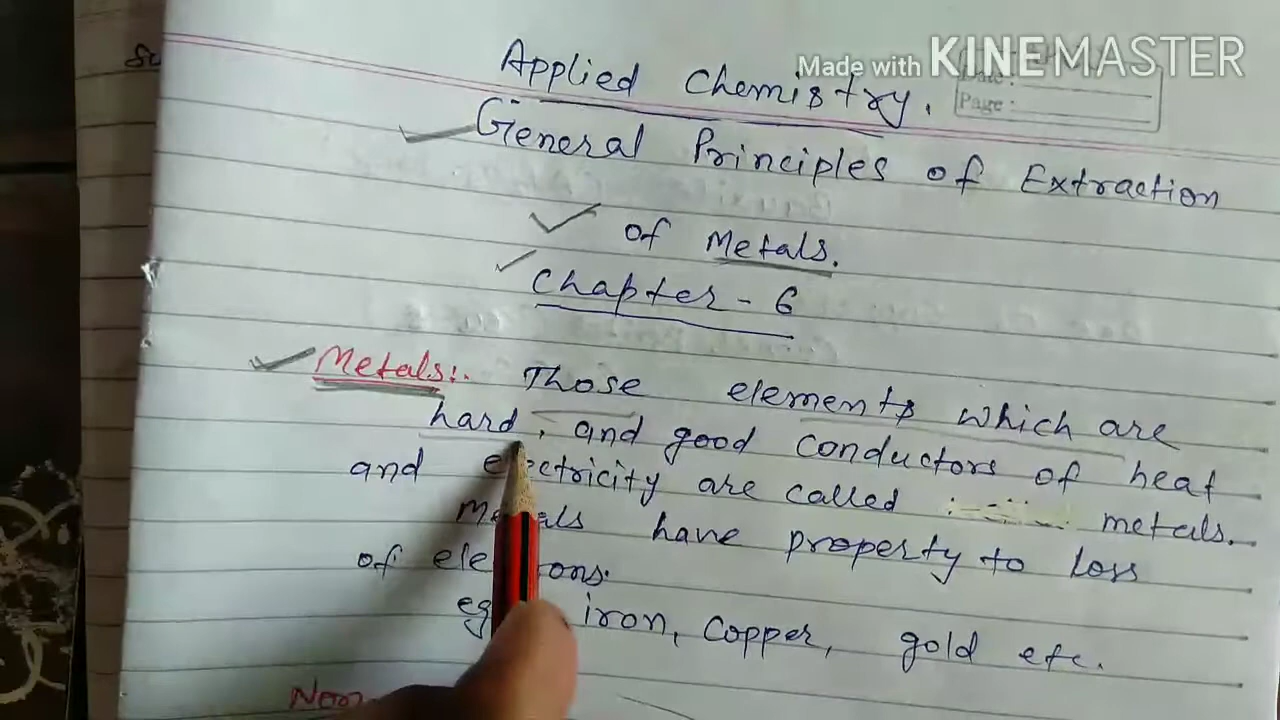 Made with KINEMASTER
Date :
Page :
Applied Chemistry.
General Principles of Extraction
of Metals.
Chapter - 6
Metals:. Those elements which are
hard, and good conductors of heat
and electricity are called metals.
Metals have property to loss
of electrons.
eg iron, Copper, gold etc.